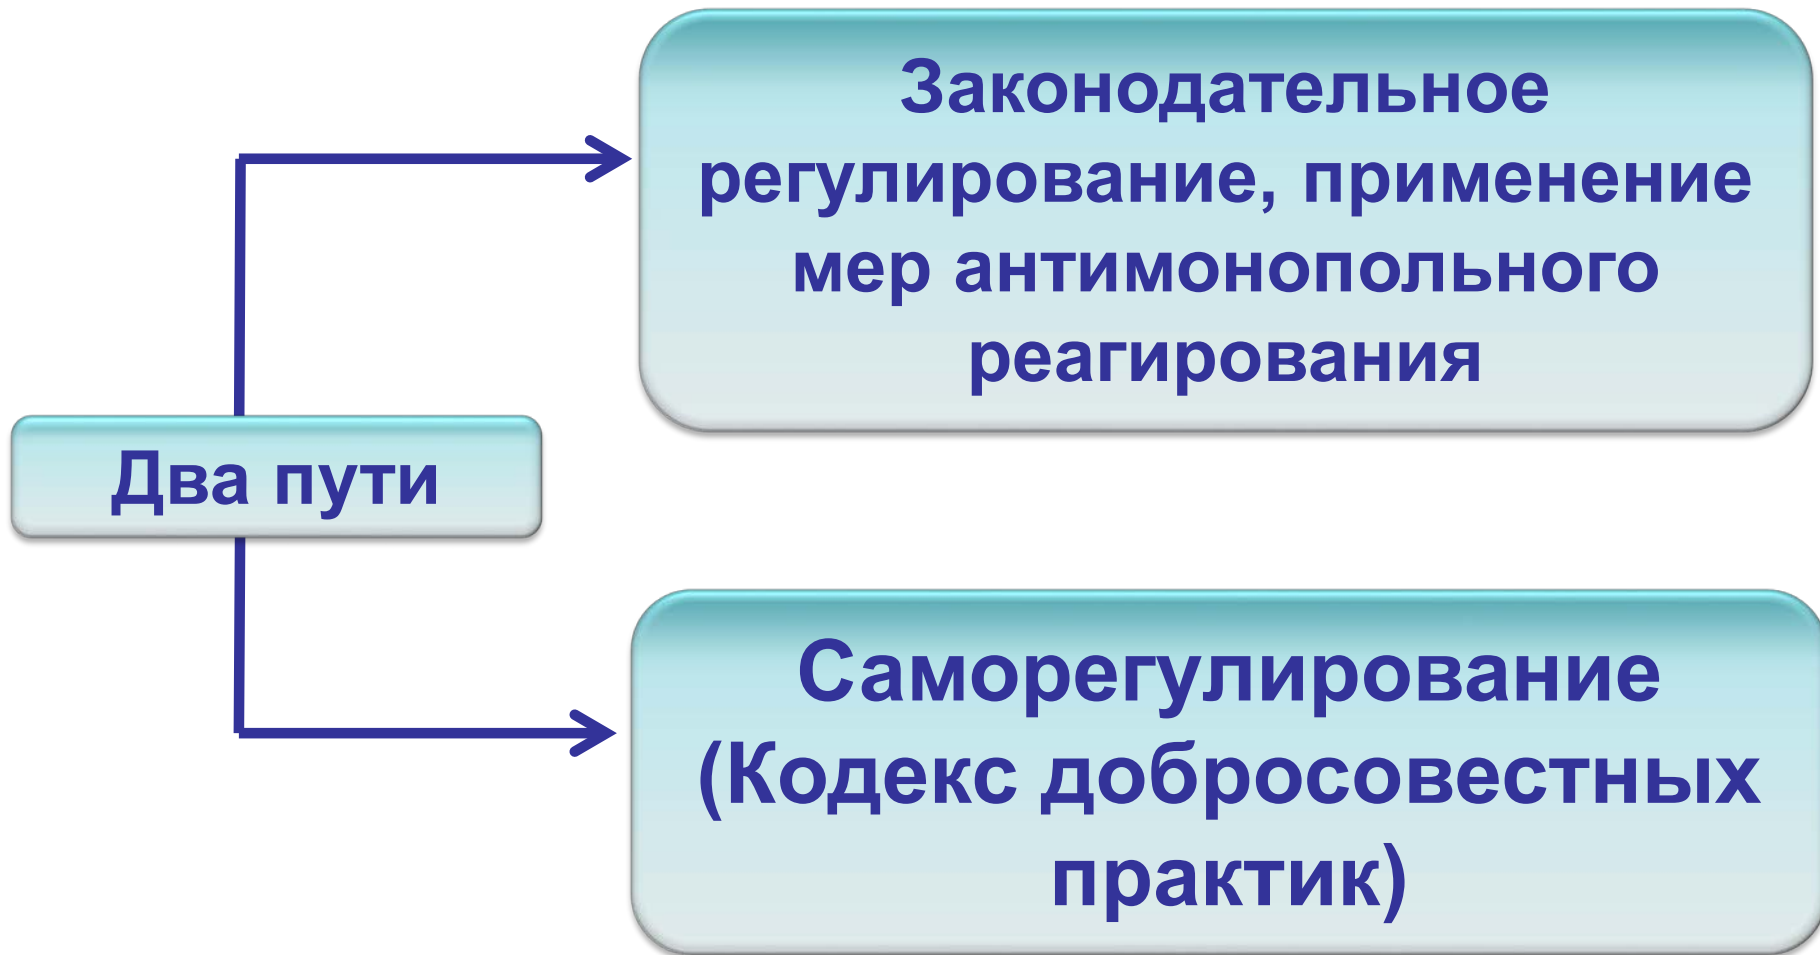 Законодательное
регулирование, применение
мер антимонопольного
реагирования
Два пути
Саморегулирование
(Кодекс добросовестных
практик)